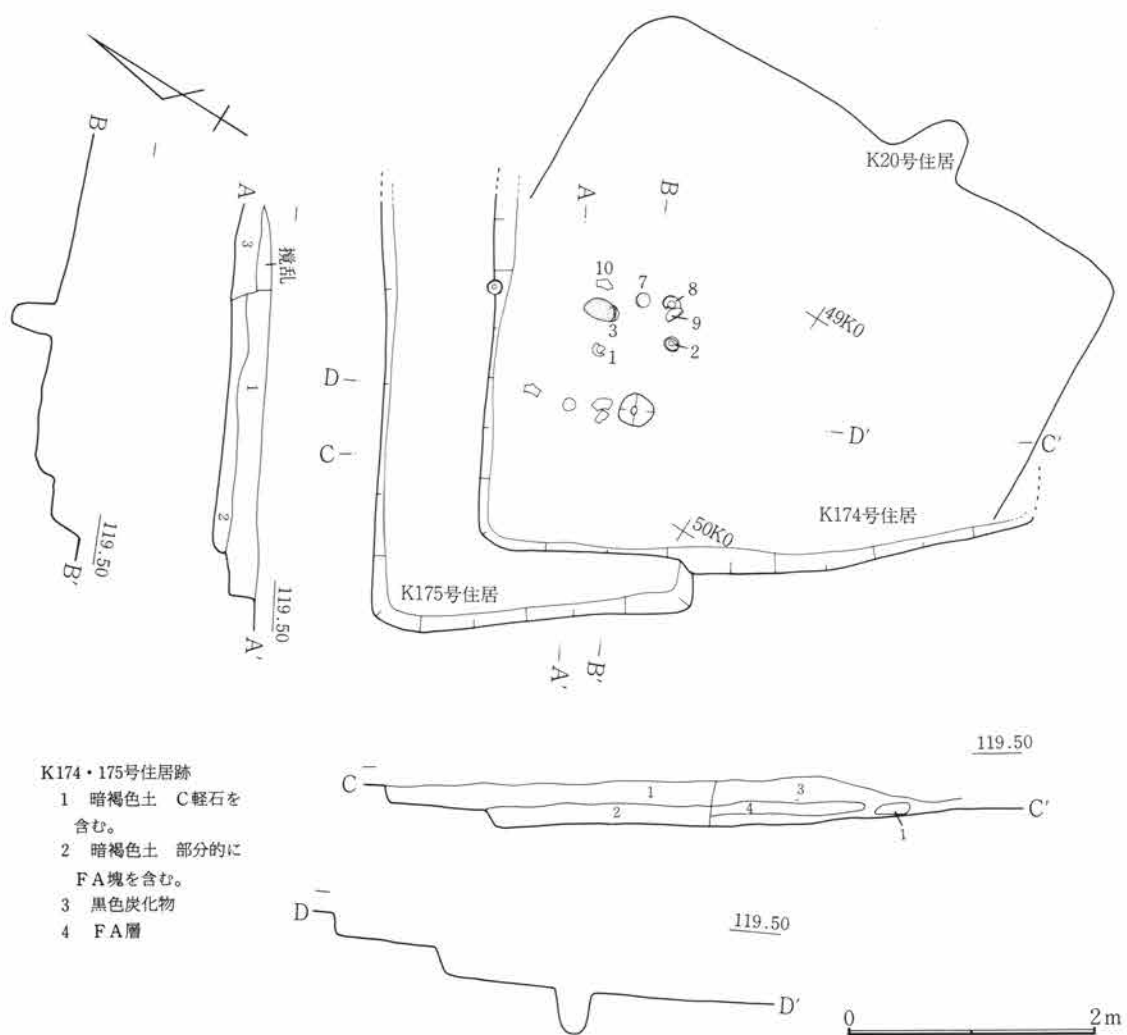 B
A
3
撹乱
1
2
119.50
B'
119.50
A'
K20号住居
A
B
10
7
8
9
3
1
2
49K0
D
D'
C
C'
K174号住居
50K0
K175号住居
A'
B'
K174・175号住居跡
1 暗褐色土 C軽石を
含む。
2 暗褐色土 部分的に
FA塊を含む。
3 黒色炭化物
4 FA層
119.50
C
1
3
2
4
1
C'
D
119.50
D'
0
2m